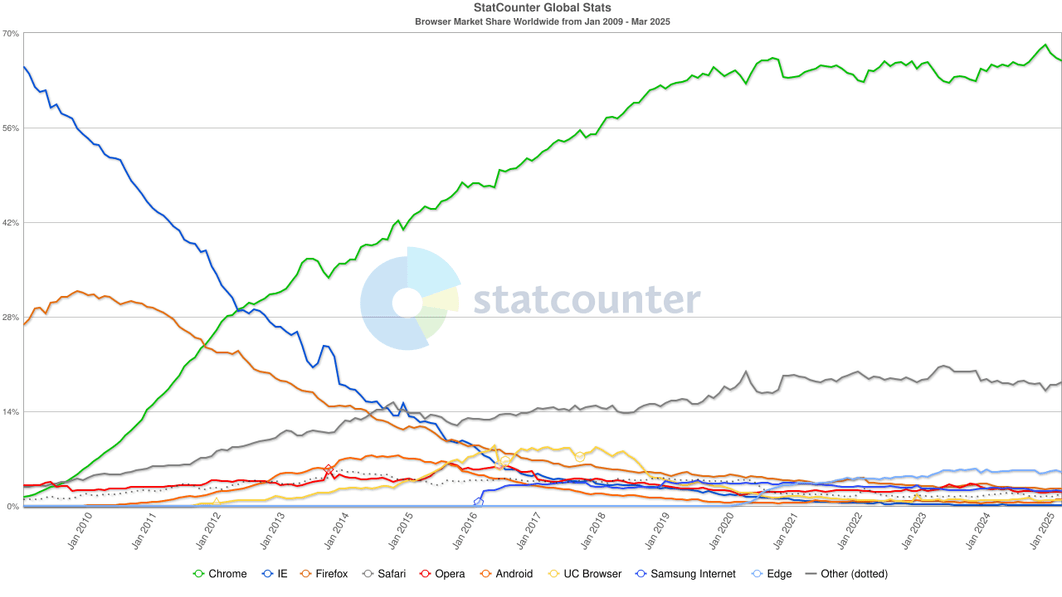 StatCounter Global Stats
Browser Market Share Worldwide from Jan 2009 - Mar 2025
70%
56%
42%
28%
14%
0%
statcounter
Jan 2010
Jan 2011
Jan 2012
Jan 2013
Jan 2014
Jan 2015
Jan 2016
Jan 2017
Jan 2018
Jan 2019
Jan 2020
Jan 2021
Jan 2022
Jan 2023
Jan 2024
Jan 2025
Chrome IE Firefox Safari Opera Android UC Browser Samsung Internet Edge Other (dotted)